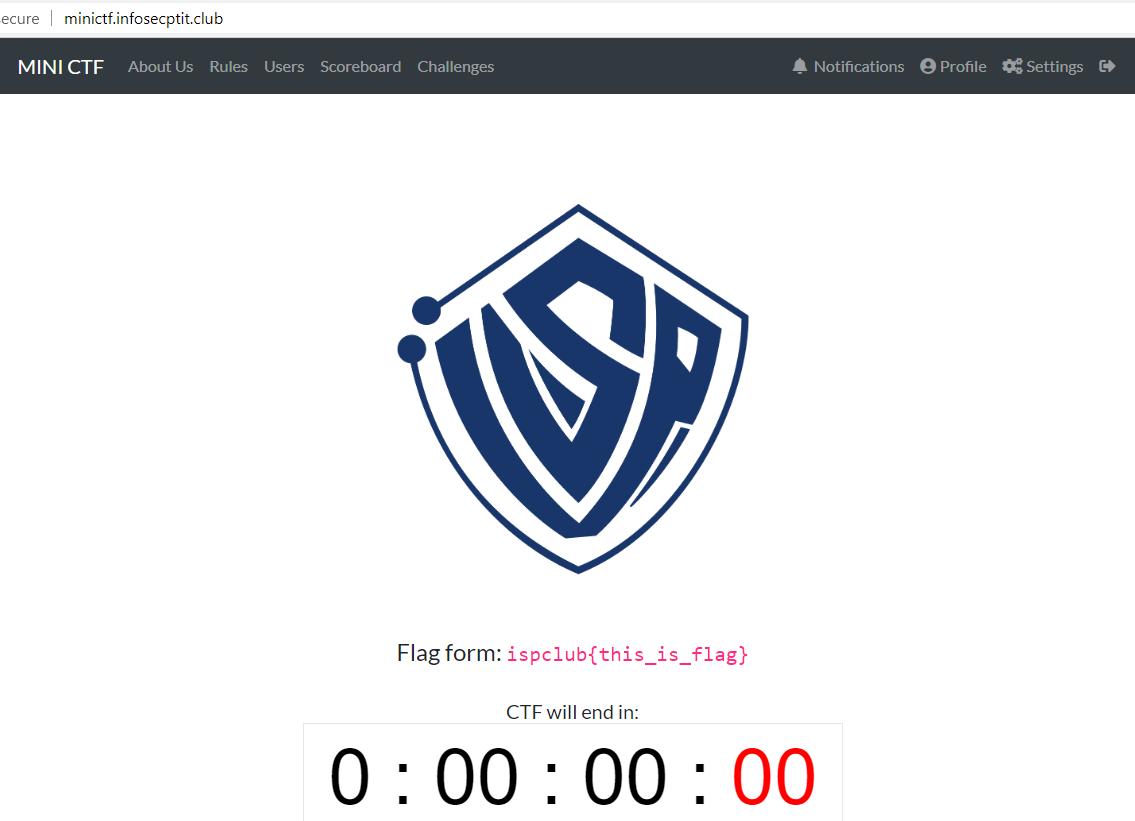 ecure | minictf.infosecptit.club
MINI CTF About Us Rules Users Scoreboard Challenges Notifications Profile Settings
ISP
Flag form: ispclub{this_is_flag}
CTF will end in:
0 : 00 : 00 : 00